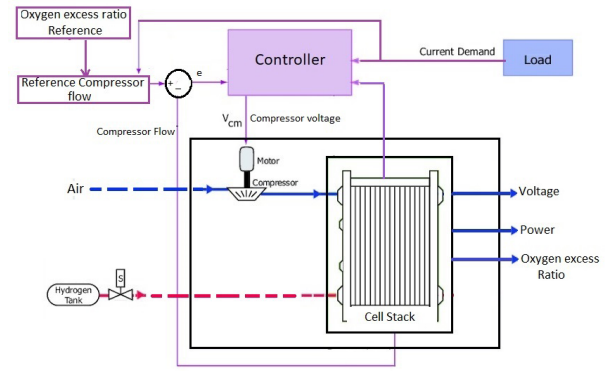 Oxygen excess ratio
Reference
Reference Compressor
flow
+
−
e
Controller
Current Demand
Load
Compressor Flow
Vcm
Compressor voltage
Motor
Compressor
Air
Voltage
Power
Oxygen excess
Ratio
S
Hydrogen
Tank
Cell Stack